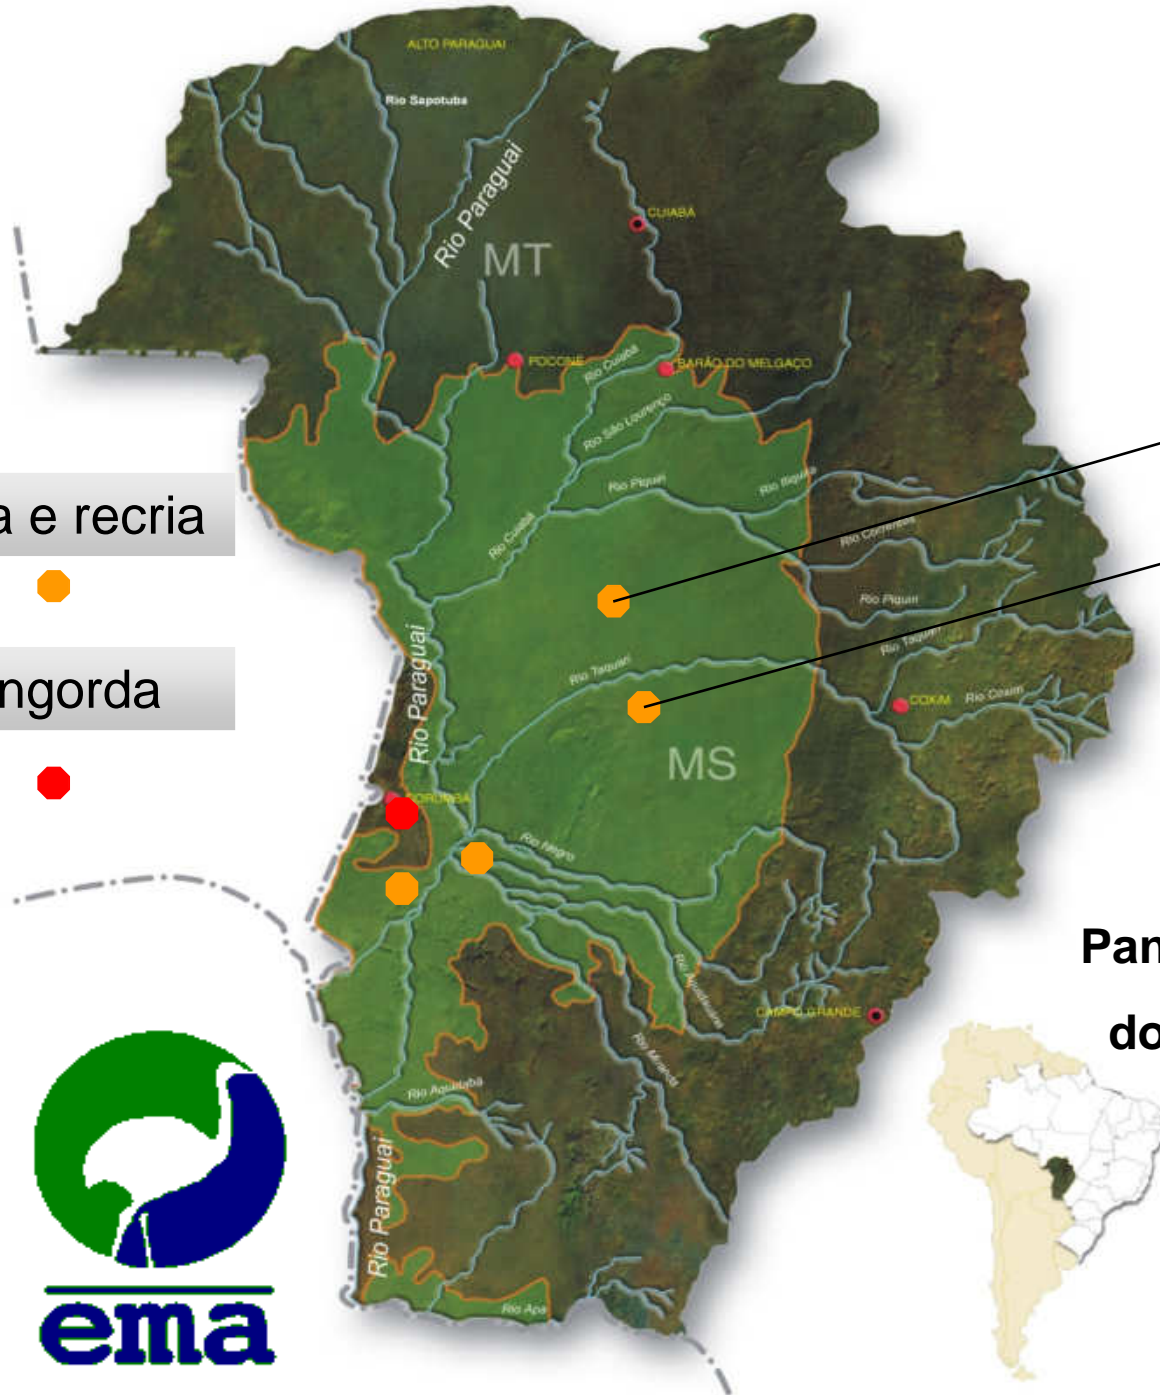 ALTO PARAGUAI
Rio Sapotuba
Rio Paraguai
CUIABÁ
MT
POCONÉ
Rio Cuiabá
BARÃO DO MELGAÇO
Rio São Lourenço
Rio Piquiri
Rio Itiquira
a e recria
Rio Cuiabá
Rio Correntes
Rio Piquiri
Rio Paraguai
Rio Taquari
Rio Taquari
ngorda
COXIM
Rio Coxim
MS
CORUMBÁ
Rio Negro
Pan
Rio Aquidauana
CAMPO GRANDE
do
Rio Miranda
Rio Aquidabã
Rio Paraguai
Rio Apa
ema